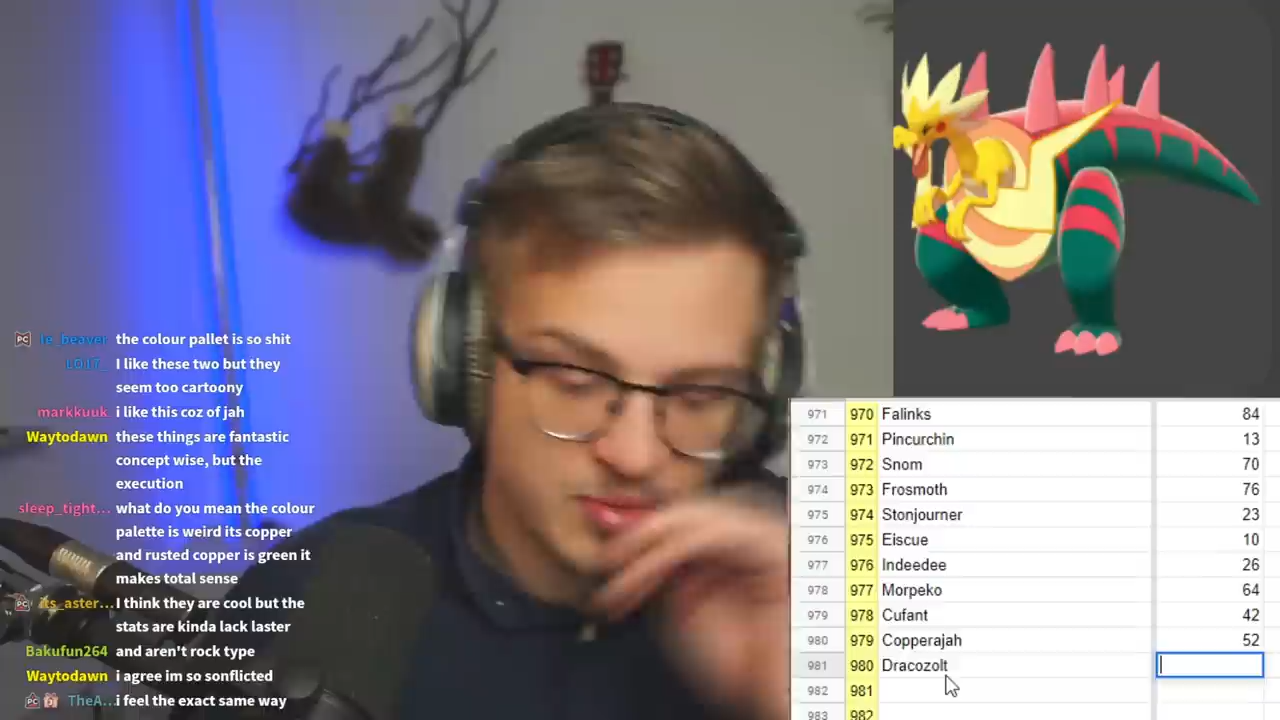 le_beaver the colour pallet is so shit
LO17_ I like these two but they
seem too cartoony
markkuuk i like this coz of jah
Waytodawn these things are fantastic
concept wise, but the
execution
sleep_tight... what do you mean the colour
palette is weird its copper
and rusted copper is green it
makes total sense
its_aster... I think they are cool but the
stats are kinda lack laster
Bakufun264 and aren't rock type
Waytodawn i agree im so sonflicted
TheA... i feel the exact same way
971 970 Falinks 84
972 971 Pincurchin 13
973 972 Snom 70
974 973 Frosmoth 76
975 974 Stonjourner 23
976 975 Eiscue 10
977 976 Indeedee 26
978 977 Morpeko 64
979 978 Cufant 42
980 979 Copperajah 52
981 980 Dracozolt
982 981
983 982